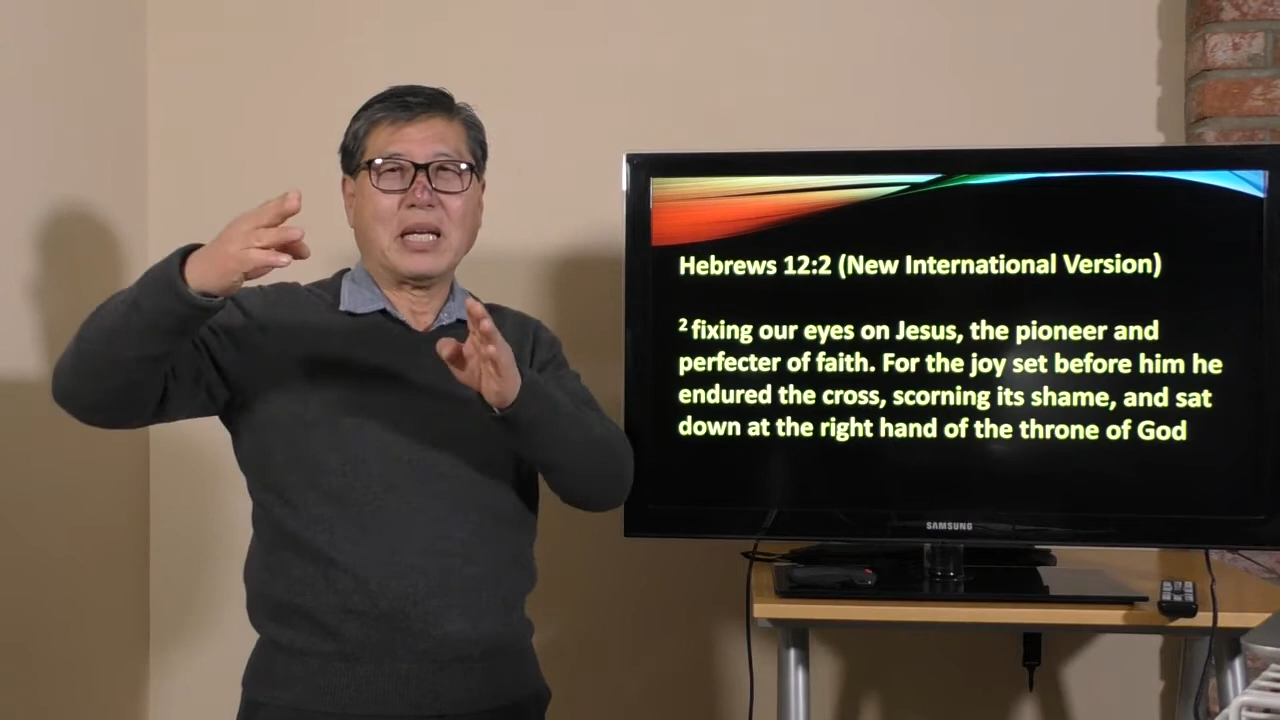 Hebrews 12:2 (New International Version)
2 fixing our eyes on Jesus, the pioneer and
perfecter of faith. For the joy set before him he
endured the cross, scorning its shame, and sat
down at the right hand of the throne of God
SAMSUNG